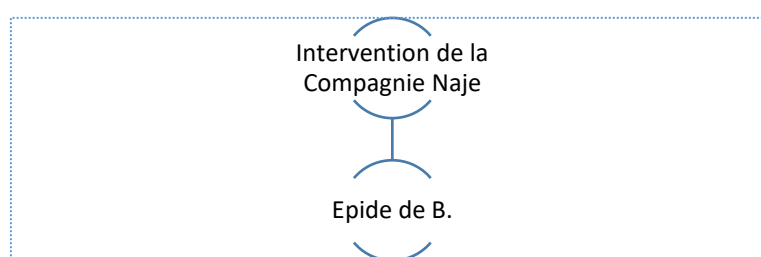 Intervention de la
Compagnie Naje
Epide de B.